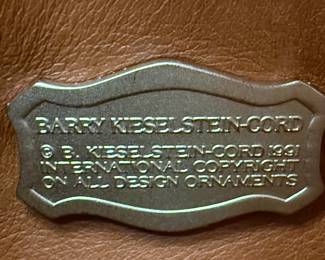 BARRY KIESELSTEIN-CORD
© B. KIESELSTEIN-CORD 1991
INTERNATIONAL COPYRIGHT
ON ALL DESIGN ORNAMENTS